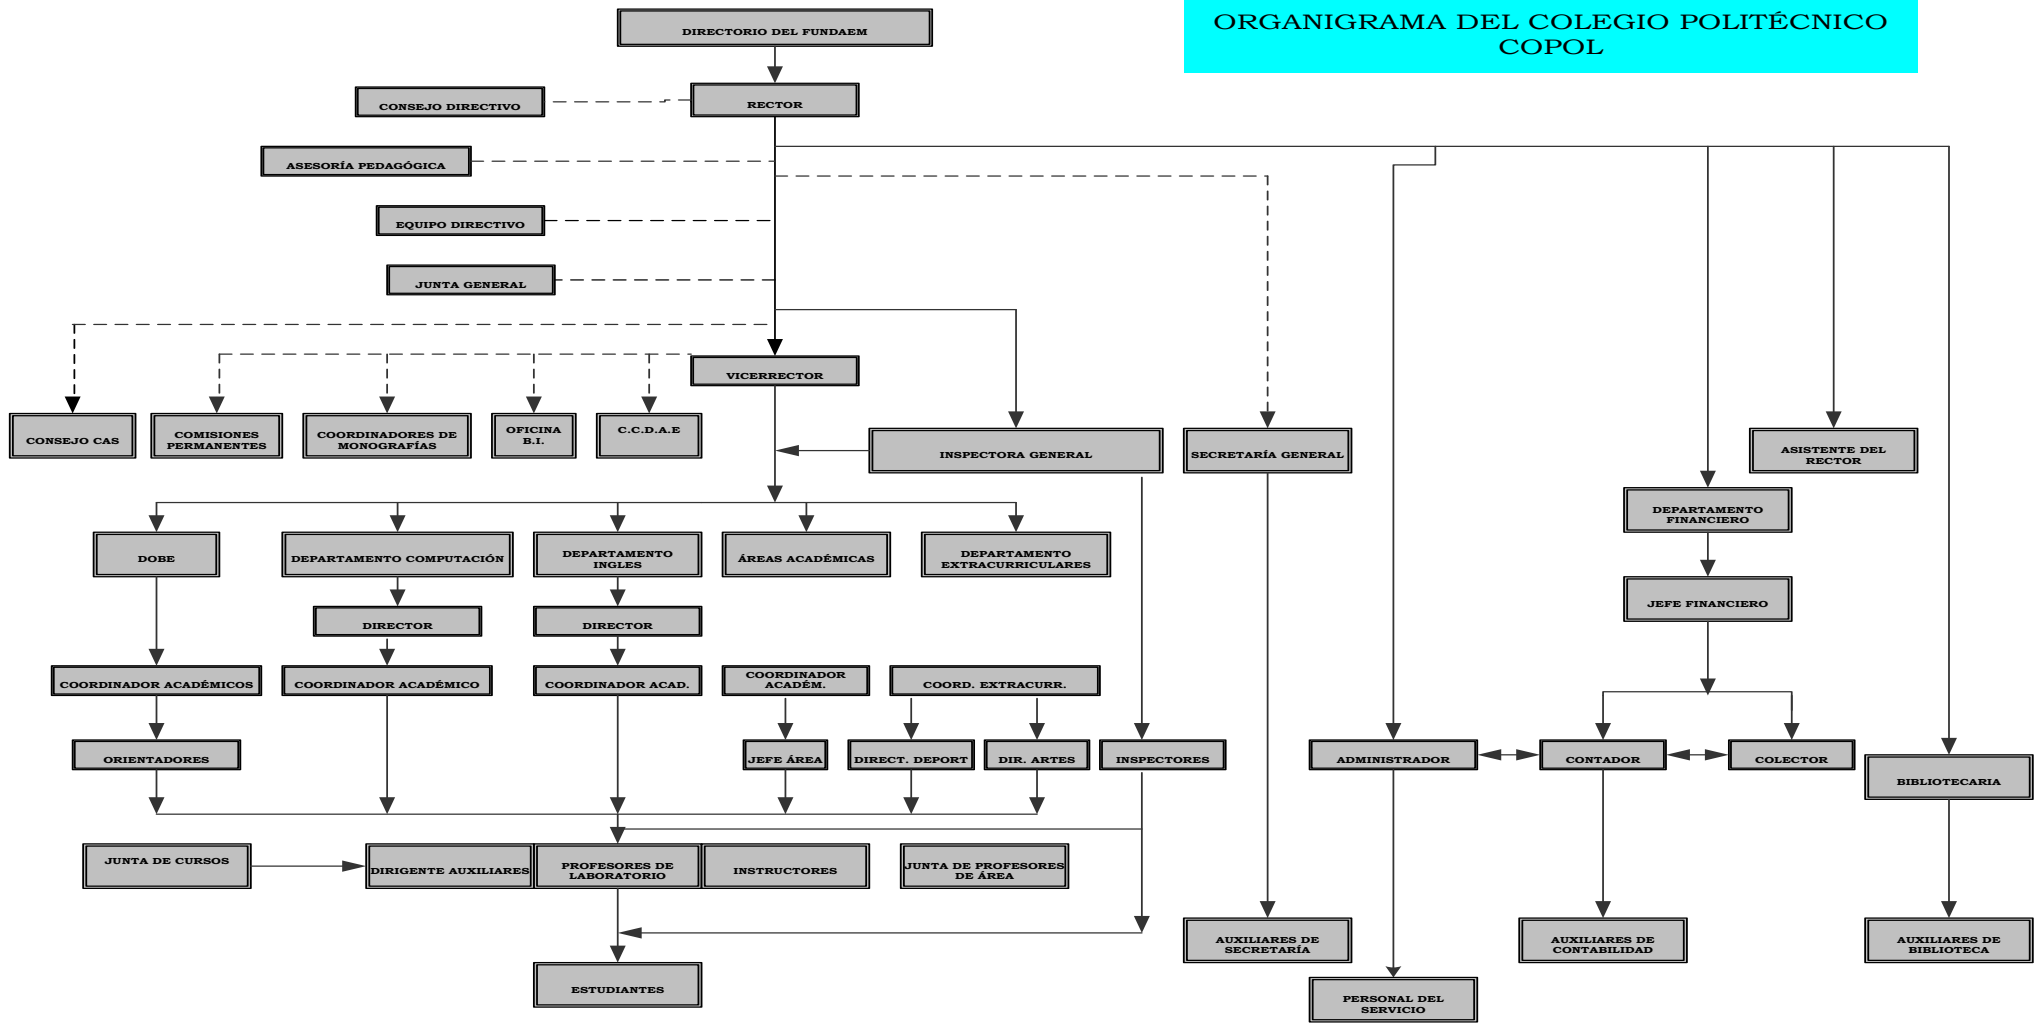 ORGANIGRAMA DEL COLEGIO POLITÉCNICO
COPOL
DIRECTORIO DEL FUNDAEM
CONSEJO DIRECTIVO
RECTOR
ASESORÍA PEDAGÓGICA
EQUIPO DIRECTIVO
JUNTA GENERAL
VICERRECTOR
CONSEJO CAS
COMISIONES
PERMANENTES
COORDINADORES DE
MONOGRAFÍAS
OFICINA
B.I.
C.C.D.A.E
INSPECTORA GENERAL
SECRETARÍA GENERAL
ASISTENTE DEL
RECTOR
DEPARTAMENTO
FINANCIERO
DOBE
DEPARTAMENTO COMPUTACIÓN
DEPARTAMENTO
INGLES
ÁREAS ACADÉMICAS
DEPARTAMENTO
EXTRACURRICULARES
JEFE FINANCIERO
DIRECTOR
DIRECTOR
COORDINADOR ACADÉMICOS
COORDINADOR ACADÉMICO
COORDINADOR ACAD.
COORDINADOR
ACADÉM.
COORD. EXTRACURR.
ORIENTADORES
JEFE ÁREA
DIRECT. DEPORT
DIR. ARTES
INSPECTORES
ADMINISTRADOR
CONTADOR
COLECTOR
BIBLIOTECARIA
JUNTA DE CURSOS
DIRIGENTE AUXILIARES
PROFESORES DE
LABORATORIO
INSTRUCTORES
JUNTA DE PROFESORES
DE ÁREA
AUXILIARES DE
SECRETARÍA
AUXILIARES DE
CONTABILIDAD
AUXILIARES DE
BIBLIOTECA
ESTUDIANTES
PERSONAL DEL
SERVICIO